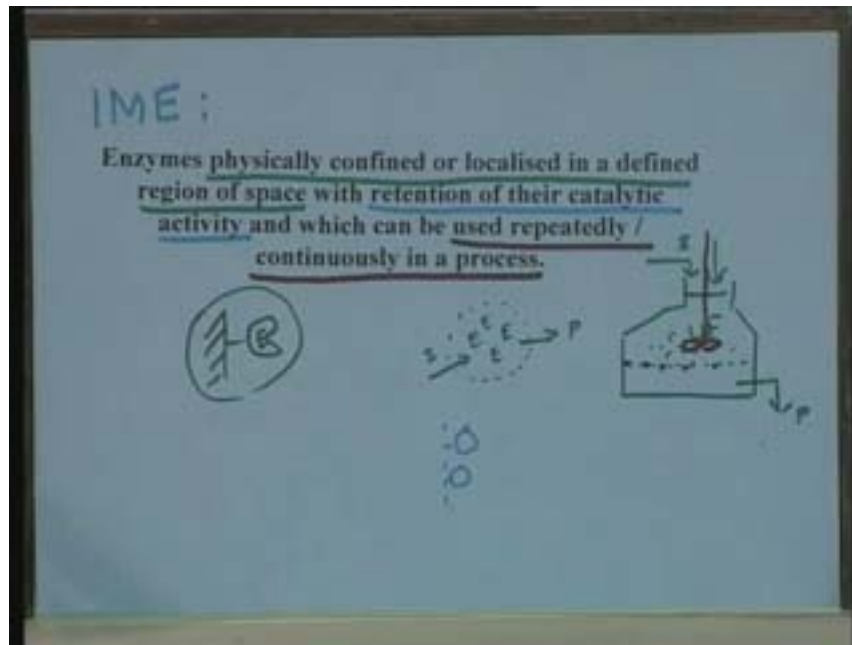 IME :
Enzymes physically confined or localised in a defined
region of space with retention of their catalytic
activity and which can be used repeatedly /
continuously in a process.
S
E
E E
E
P
S
E
P